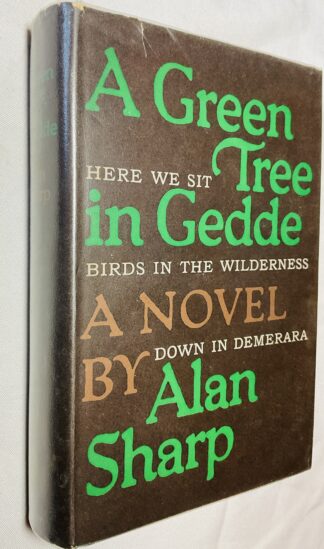 A Green
HERE WE SIT Tree
in Gedde
BIRDS IN THE WILDERNESS
A NOVEL
BY DOWN IN DEMERARA
Alan
Sharp